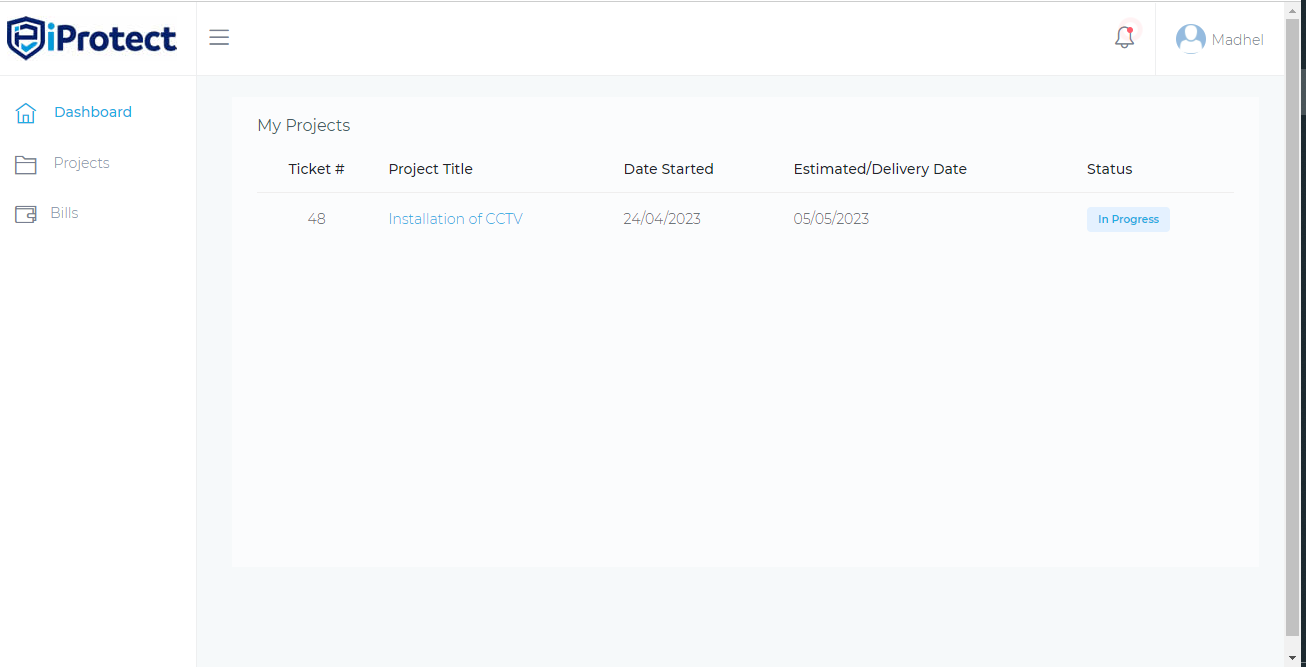 iProtect
Madhel
Dashboard
Projects
Bills
My Projects
Ticket # Project Title Date Started Estimated/Delivery Date Status
48 Installation of CCTV 24/04/2023 05/05/2023 In Progress